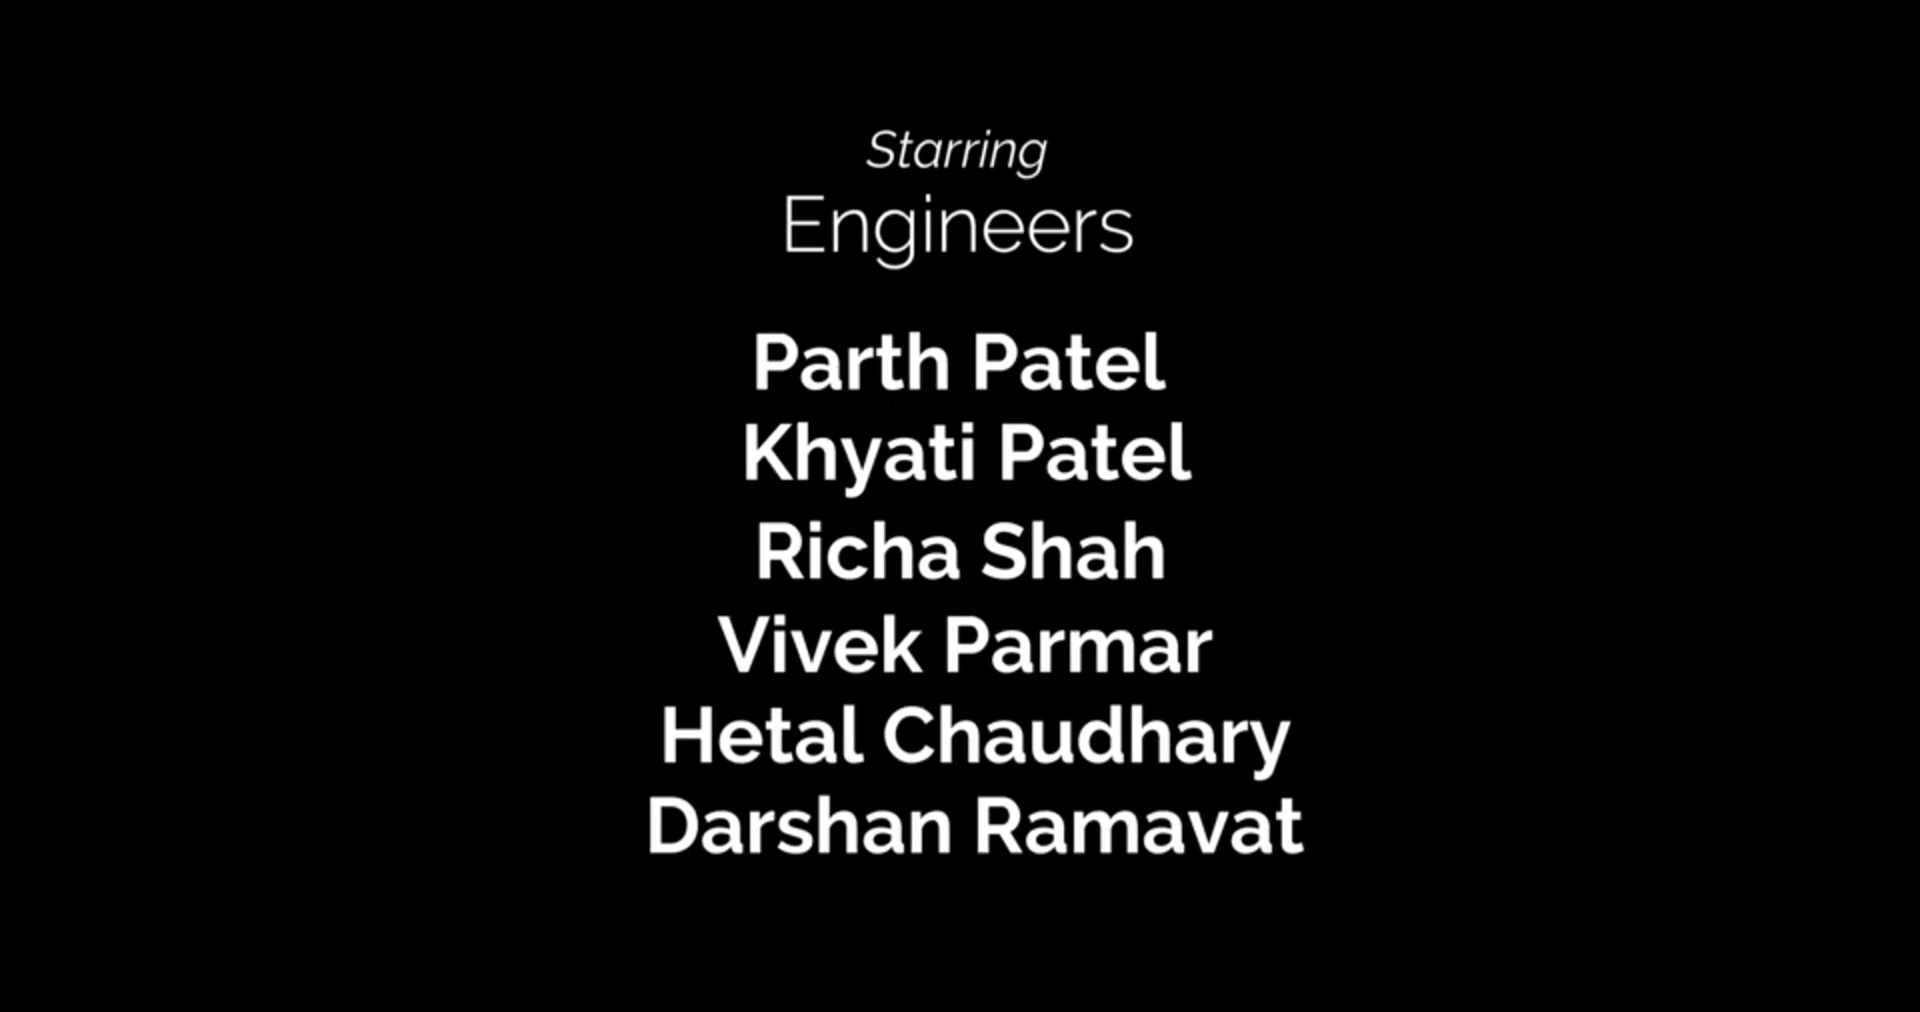 Starring
Engineers
Parth Patel
Khyati Patel
Richa Shah
Vivek Parmar
Hetal Chaudhary
Darshan Ramavat